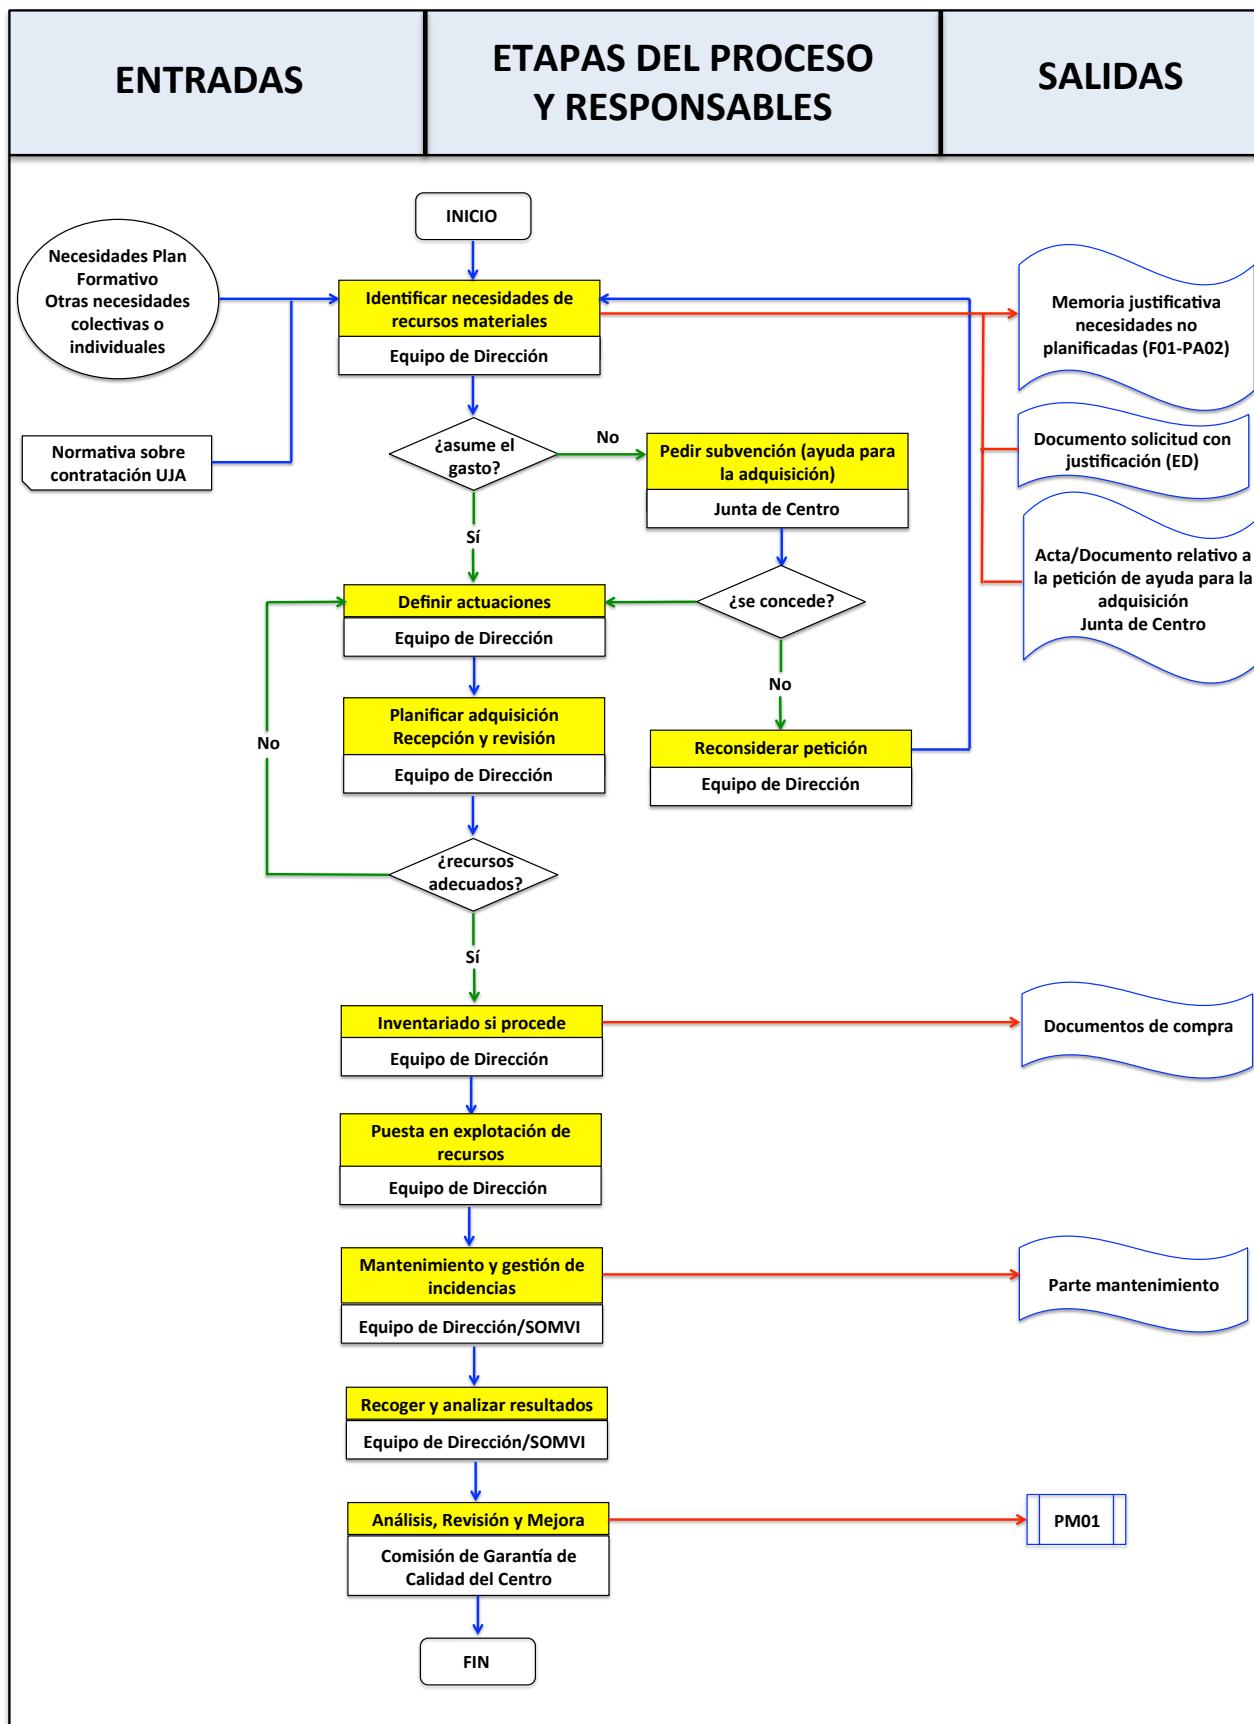 ENTRADAS
ETAPAS DEL PROCESO
Y RESPONSABLES
SALIDAS
INICIO
Necesidades Plan
Formativo
Otras necesidades
colectivas o
individuales
Identificar necesidades de
recursos materiales
Equipo de Dirección
Memoria justificativa
necesidades no
planificadas (F01-PA02)
Normativa sobre
contratación UJA
¿asume el
gasto?
No
Pedir subvención (ayuda para
la adquisición)
Junta de Centro
Documento solicitud con
justificación (ED)
Sí
Acta/Documento relativo a
la petición de ayuda para la
adquisición
Junta de Centro
Definir actuaciones
Equipo de Dirección
¿se concede?
No
Planificar adquisición
Recepción y revisión
Equipo de Dirección
No
Reconsiderar petición
Equipo de Dirección
¿recursos
adecuados?
Sí
Inventariado si procede
Equipo de Dirección
Documentos de compra
Puesta en explotación de
recursos
Equipo de Dirección
Mantenimiento y gestión de
incidencias
Equipo de Dirección/SOMVI
Parte mantenimiento
Recoger y analizar resultados
Equipo de Dirección/SOMVI
Análisis, Revisión y Mejora
Comisión de Garantía de
Calidad del Centro
PM01
FIN